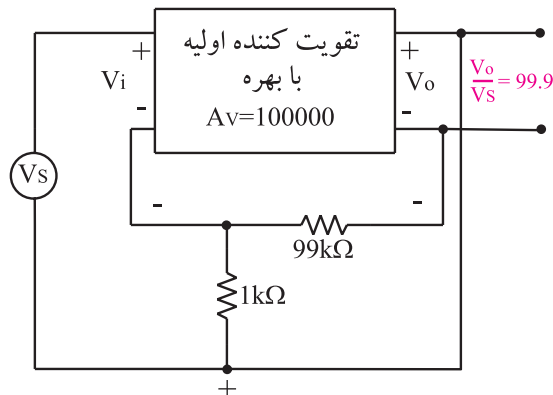 تقویت کننده اولیه
با بهره
AV=100000
+
Vi
-
+
Vo
-
Vo/VS = 99.9
VS
-
-
99kΩ
1kΩ
+